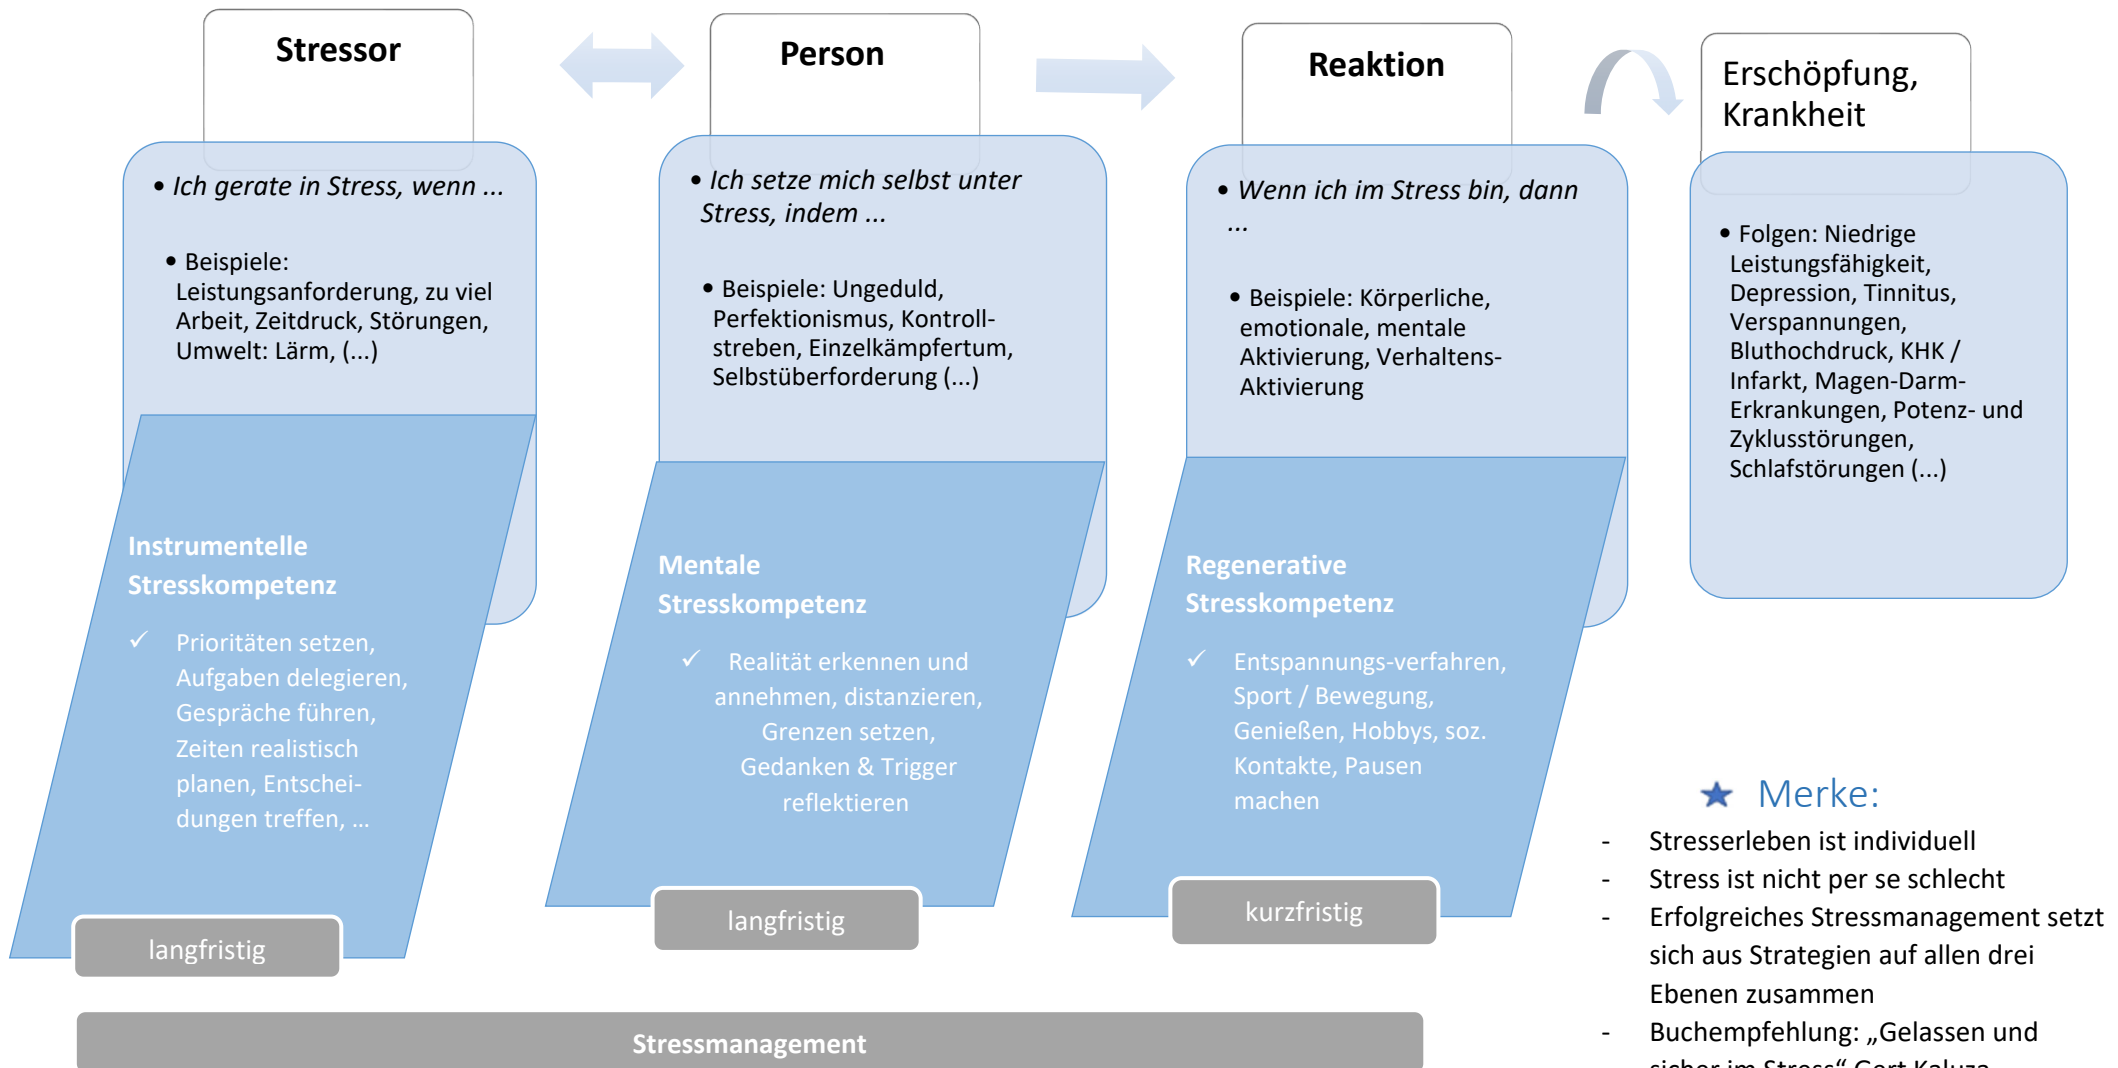 Stressor
• Ich gerate in Stress, wenn ...
• Beispiele:
Leistungsanforderung, zu viel
Arbeit, Zeitdruck, Störungen,
Umwelt: Lärm, (...)
Instrumentelle
Stresskompetenz
✓ Prioritäten setzen,
Aufgaben delegieren,
Gespräche führen,
Zeiten realistisch
planen, Entschei-
dungen treffen, ...
langfristig
Person
• Ich setze mich selbst unter
Stress, indem ...
• Beispiele: Ungeduld,
Perfektionismus, Kontroll-
streben, Einzelkämpfertum,
Selbstüberforderung (...)
Mentale
Stresskompetenz
✓ Realität erkennen und
annehmen, distanzieren,
Grenzen setzen,
Gedanken & Trigger
reflektieren
langfristig
Reaktion
• Wenn ich im Stress bin, dann
...
• Beispiele: Körperliche,
emotionale, mentale
Aktivierung, Verhaltens-
Aktivierung
Regenerative
Stresskompetenz
✓ Entspannungs-verfahren,
Sport / Bewegung,
Genießen, Hobbys, soz.
Kontakte, Pausen
machen
kurzfristig
Erschöpfung,
Krankheit
• Folgen: Niedrige
Leistungsfähigkeit,
Depression, Tinnitus,
Verspannungen,
Bluthochdruck, KHK /
Infarkt, Magen-Darm-
Erkrankungen, Potenz- und
Zyklusstörungen,
Schlafstörungen (...)
Merke:
- Stresserleben ist individuell
- Stress ist nicht per se schlecht
- Erfolgreiches Stressmanagement setzt
sich aus Strategien auf allen drei
Ebenen zusammen
- Buchempfehlung: „Gelassen und
sicher im Stress“ Gert Kaluza
Stressmanagement